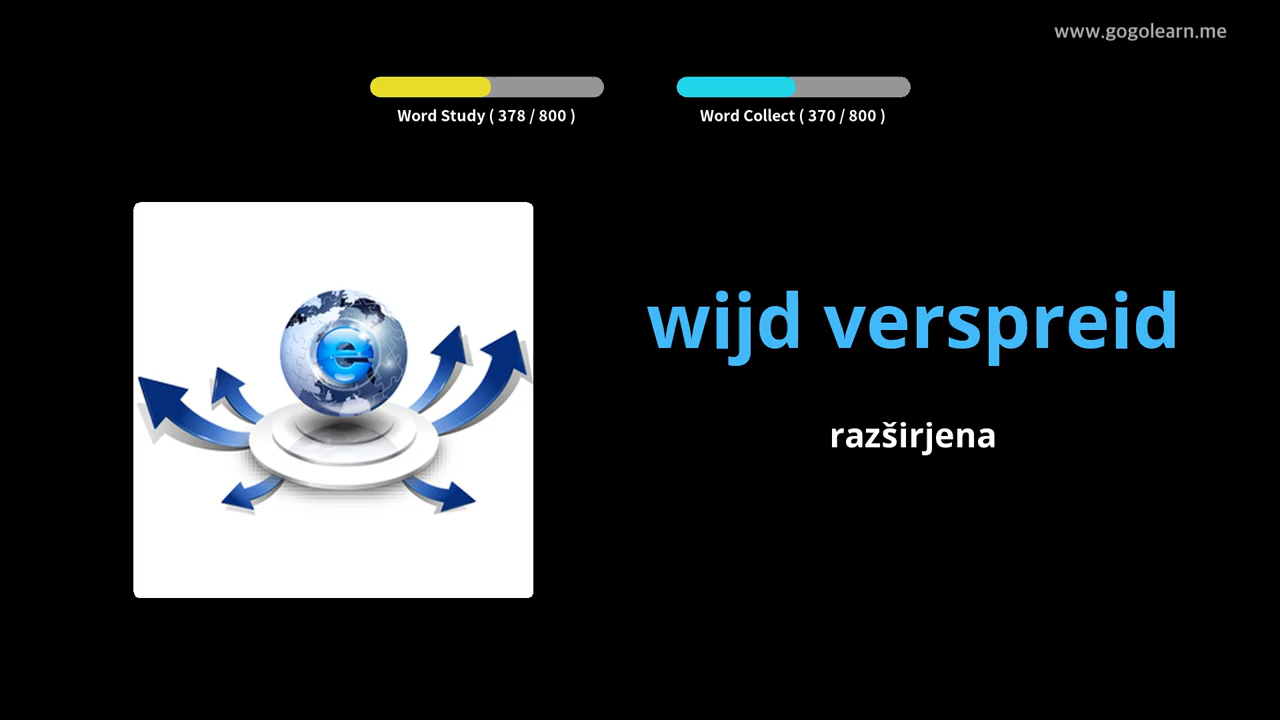 www.gogolearn.me
Word Study ( 378 / 800 )
Word Collect ( 370 / 800 )
e
wijd verspreid
razširjena